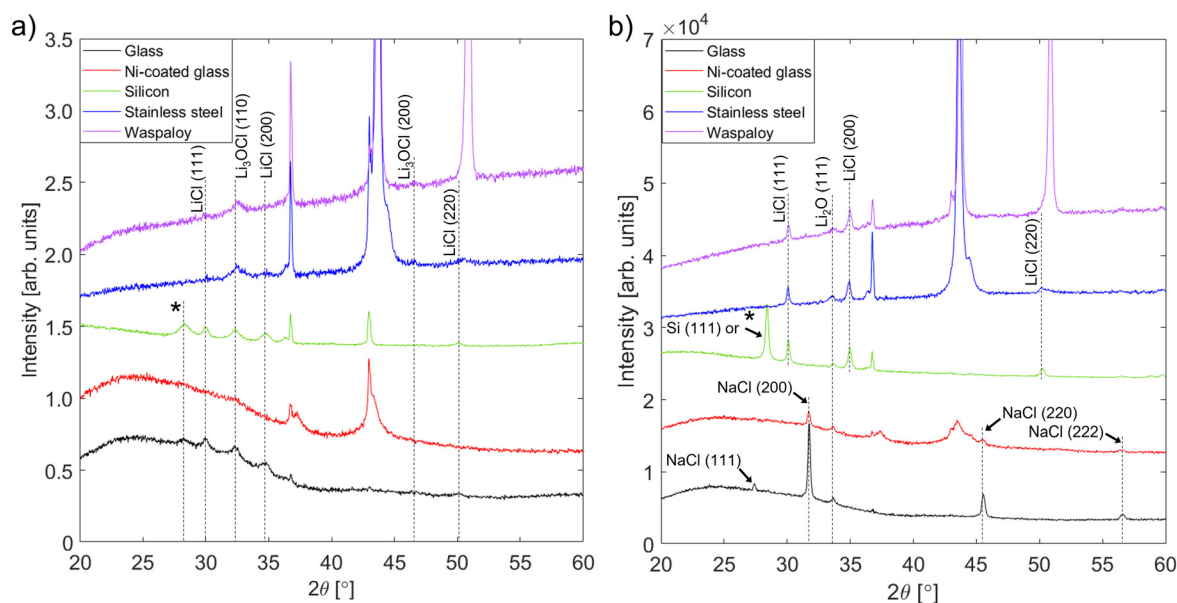 a)
3.5
3.0
2.5
2.0
1.5
1.0
0.5
0
Intensity [arb. units]
20 25 30 35 40 45 50 55 60
2θ [°]
Glass
Ni-coated glass
Silicon
Stainless steel
Waspaloy
LiCl (111)
Li₃OCl (110)
LiCl (200)
Li₃OCl (200)
LiCl (220)
*
b)
×10⁴
7
6
5
4
3
2
1
0
Intensity [arb. units]
20 25 30 35 40 45 50 55 60
2θ [°]
Glass
Ni-coated glass
Silicon
Stainless steel
Waspaloy
LiCl (111)
Li₂O (111)
LiCl (200)
LiCl (220)
Si (111) or *
NaCl (200)
NaCl (220)
NaCl (222)
NaCl (111)